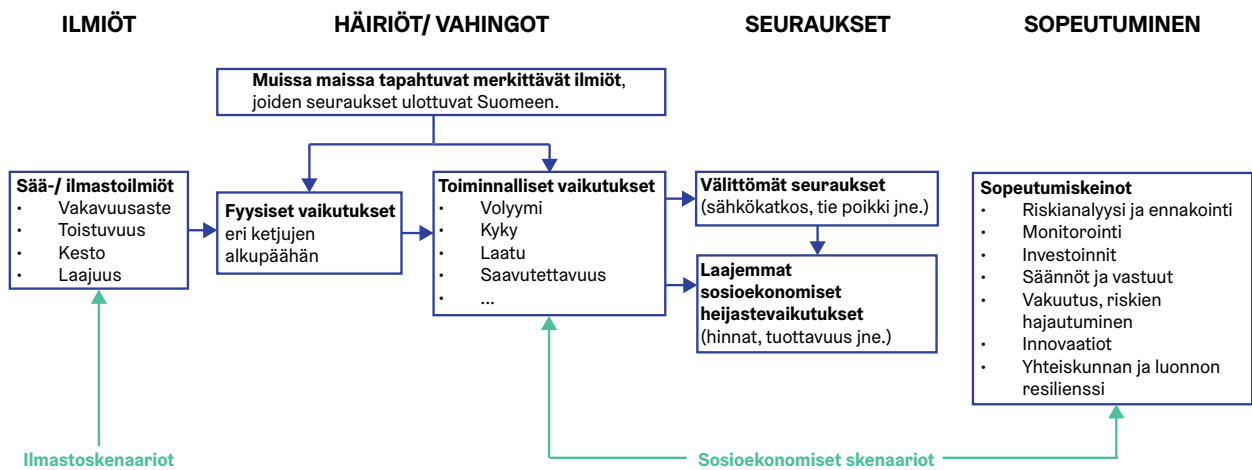 ILMIÖT
HÄIRIÖT/ VAHINGOT
SEURAUKSET
SOPEUTUMINEN
Muissa maissa tapahtuvat merkittävät ilmiöt,
joiden seuraukset ulottuvat Suomeen.
Sää-/ ilmastoilmiöt
• Vakavuusaste
• Toistuvuus
• Kesto
• Laajuus
Fyysiset vaikutukset
eri ketjujen
alkupäähän
Toiminnalliset vaikutukset
• Volyymi
• Kyky
• Laatu
• Saavutettavuus
• ...
Välittömät seuraukset
(sähkökatkos, tie poikki jne.)
Laajemmat
sosioekonomiset
heijastevaikutukset
(hinnat, tuottavuus jne.)
Sopeutumiskeinot
• Riskianalyysi ja ennakointi
• Monitorointi
• Investoinnit
• Säännöt ja vastuut
• Vakuutus, riskien
hajautuminen
• Innovaatiot
• Yhteiskunnan ja luonnon
resilienssi
Ilmastoskenaariot
Sosioekonomiset skenaariot